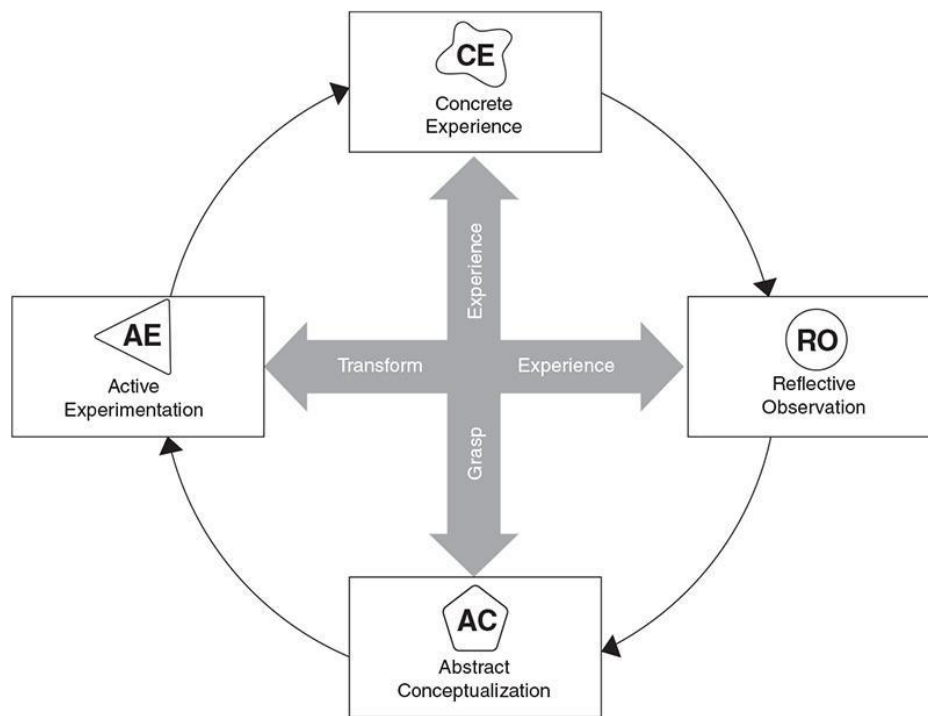 CE
Concrete
Experience
Experience
AE
Active
Experimentation
Transform
Experience
RO
Reflective
Observation
Grasp
AC
Abstract
Conceptualization